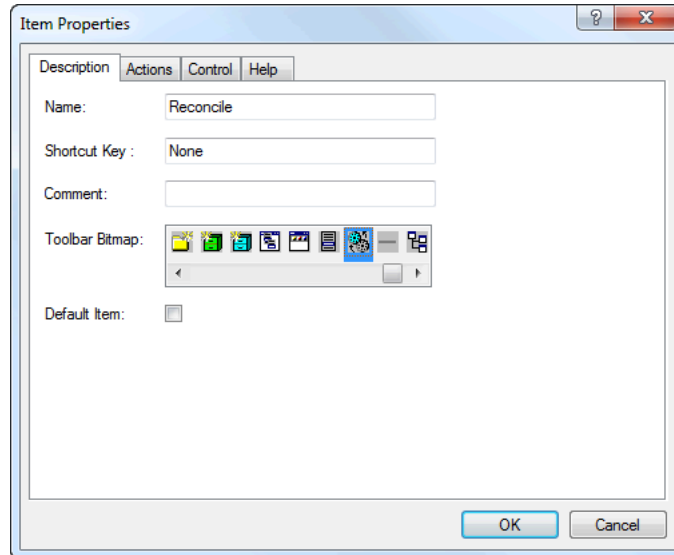 Item Properties
Description Actions Control Help
Name: Reconcile
Shortcut Key : None
Comment:
Toolbar Bitmap:
Default Item:
OK Cancel